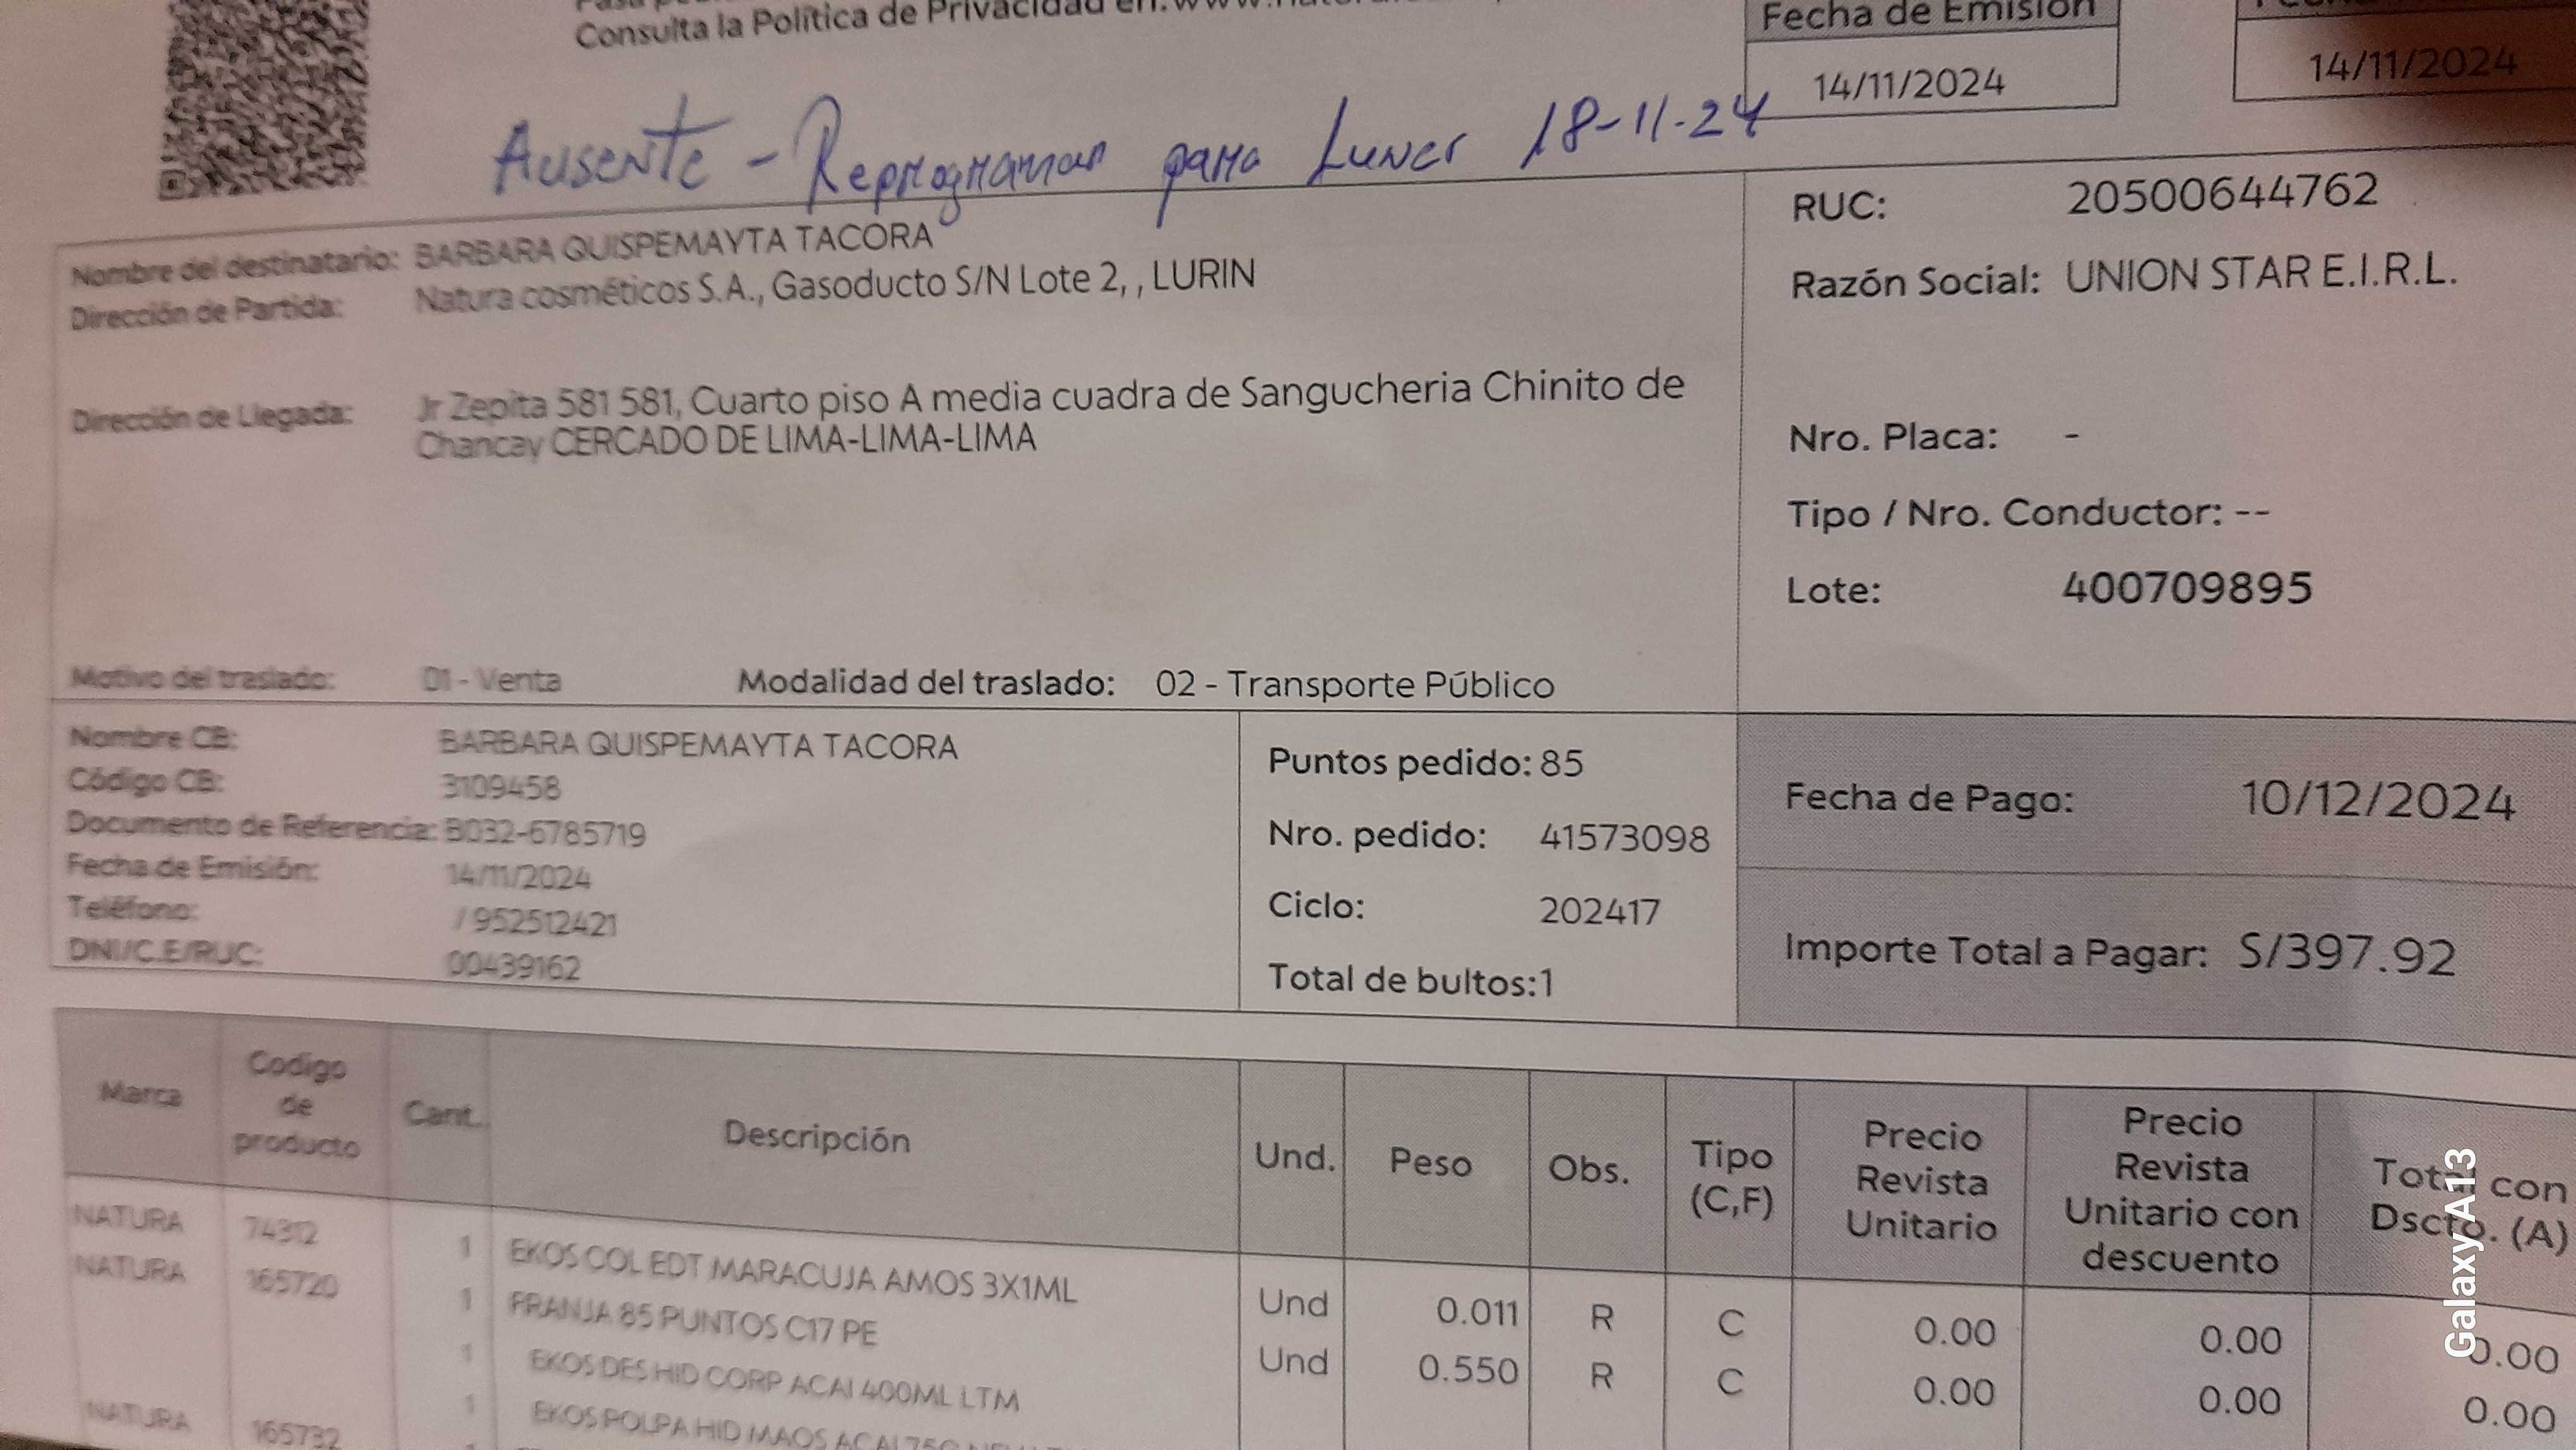 Consulta la Política de Privacidad en: www.natura
Fecha de Emisión
14/11/2024
14/11/2024
Ausente - Reprogramar para Lunes 18-11-24
Nombre del destinatario: BARBARA QUISPEMAYTA TACORA
Dirección de Partida: Natura cosméticos S.A., Gasoducto S/N Lote 2, , LURIN
Dirección de Llegada: Jr Zepita 581 581, Cuarto piso A media cuadra de Sangucheria Chinito de
Chancay CERCADO DE LIMA-LIMA-LIMA
Motivo del traslado: 01 - Venta Modalidad del traslado: 02 - Transporte Público
RUC: 20500644762
Razón Social: UNION STAR E.I.R.L.
Nro. Placa: -
Tipo / Nro. Conductor: --
Lote: 400709895
Nombre CB: BARBARA QUISPEMAYTA TACORA
Código CB: 3109458
Documento de Referencia: B032-6785719
Fecha de Emisión: 14/11/2024
Teléfono: / 952512421
DNI/C.E/RUC: 00439162
Puntos pedido: 85
Nro. pedido: 41573098
Ciclo: 202417
Total de bultos:1
Fecha de Pago: 10/12/2024
Importe Total a Pagar: S/397.92
Marca
Codigo
de
producto
Cant.
Descripción
Und.
Peso
Obs.
Tipo
(C,F)
Precio
Revista
Unitario
Precio
Revista
Unitario con
descuento
Total con
Dscto. (A)
NATURA 74312 1 EKOS COL EDT MARACUJA AMOS 3X1ML Und 0.011 R C 0.00 0.00 0.00
NATURA 165720 1 FRANJA 85 PUNTOS C17 PE Und 0.550 R C 0.00 0.00 0.00
1 EKOS DES HID CORP ACAI 400ML LTM
NATURA 165732 1 EKOS POLPA HID MAOS ACAI 75G
Galaxy A13